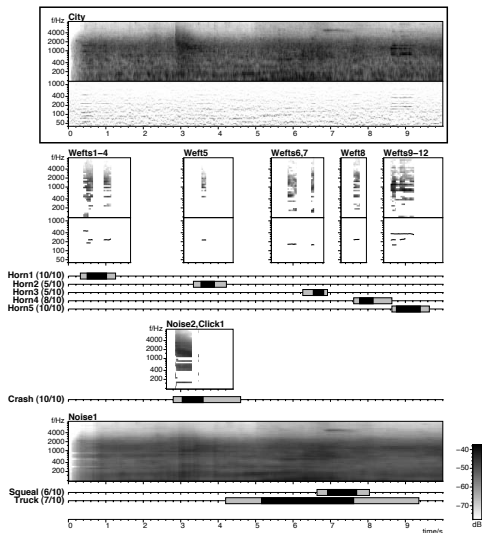 City
f/Hz
4000
2000
1000
400
200
1000
400
200
100
50
0 1 2 3 4 5 6 7 8 9
Wefts1–4 Weft5 Wefts6,7 Weft8 Wefts9–12
f/Hz
4000
2000
1000
400
200
1000
400
200
100
50
Horn1 (10/10)
Horn2 (5/10)
Horn3 (5/10)
Horn4 (8/10)
Horn5 (10/10)
Noise2,Click1
f/Hz
4000
2000
1000
400
200
Crash (10/10)
Noise1
f/Hz
4000
2000
1000
400
200
−40
−50
−60
−70
dB
Squeal (6/10)
Truck (7/10)
0 1 2 3 4 5 6 7 8 9 time/s